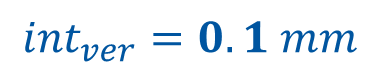 int_ver = 0.1 mm